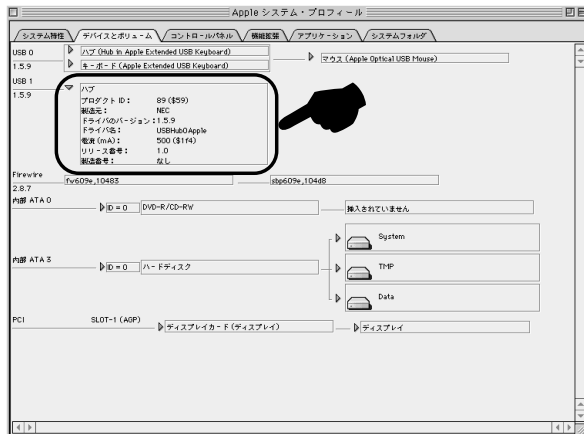 Apple システム・プロフィール
システム特性 デバイスとボリューム コントロールパネル 機能拡張 アプリケーション システムフォルダ
USB 0
1.5.9
ハブ (Hub in Apple Extended USB Keyboard)
キーボード (Apple Extended USB Keyboard)
マウス (Apple Optical USB Mouse)
USB 1
1.5.9
ハブ
プロダクト ID： 89 ($59)
製造元： NEC
ドライバのバージョン：1.5.9
ドライバ名： USBHub0Apple
電流 (mA)： 500 ($1f4)
リリース番号： 1.0
製造番号： なし
Firewire
2.8.7
fw609e,10483 sbp609e,104d8
内部 ATA 0
ID = 0 DVD-R/CD-RW 挿入されていません
内部 ATA 3
ID = 0 ハードディスク
System
TMP
Data
PCI SLOT-1 (AGP)
ディスプレイカード (ディスプレイ) ディスプレイ